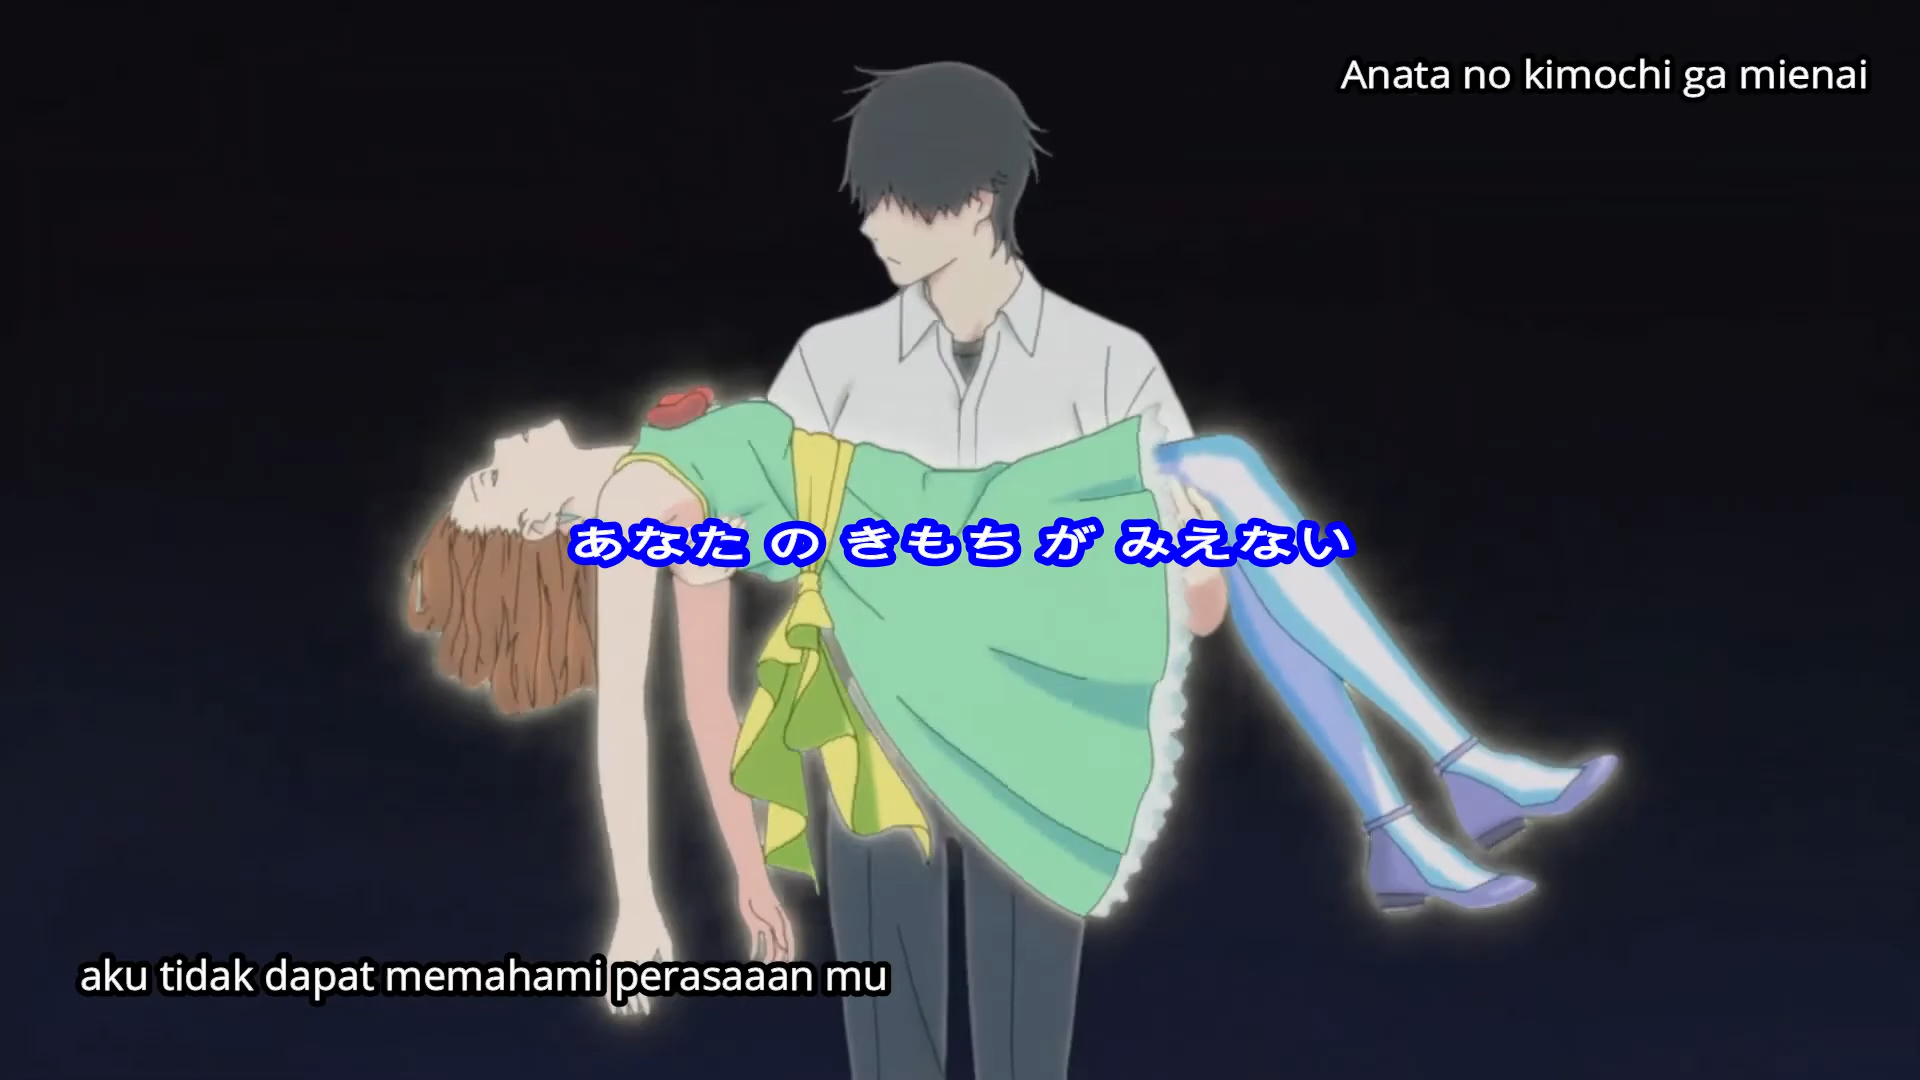 Anata no kimochi ga mienai
あなた の きもち が みえない
aku tidak dapat memahami perasaaan mu